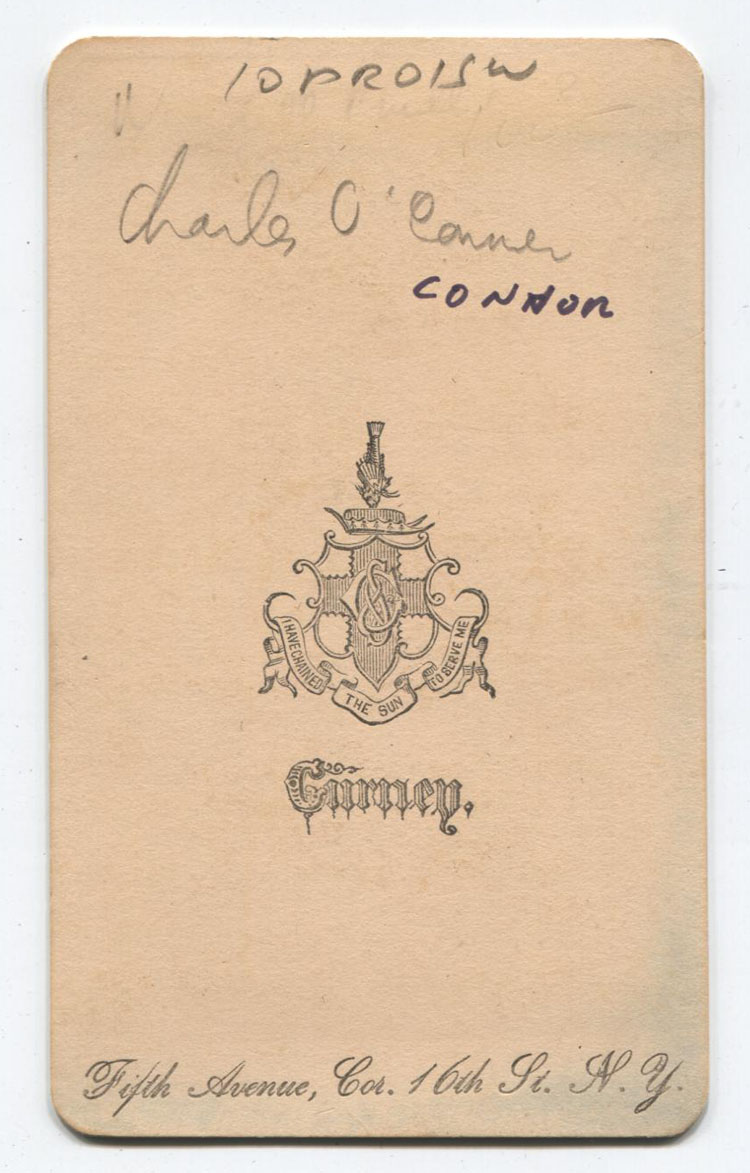 10PRO15W
Charles O'Conner
CONNOR
I HAVE CHAINED THE SUN TO SERVE ME
Gurney.
Fifth Avenue, Cor. 16th St. N. Y.